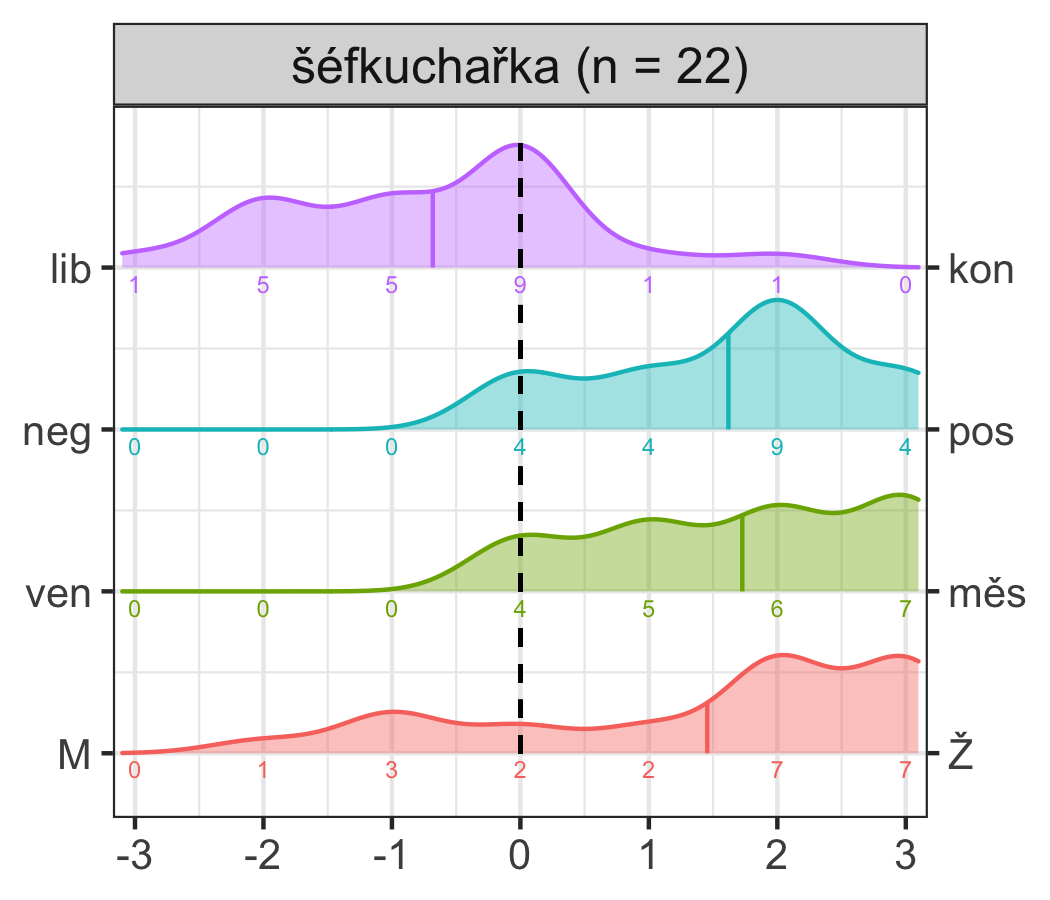 šéfkuchařka (n = 22)
lib kon
1 5 5 9 1 1 0
neg pos
0 0 0 4 4 9 4
ven měs
0 0 0 4 5 6 7
M Ž
0 1 3 2 2 7 7
-3 -2 -1 0 1 2 3